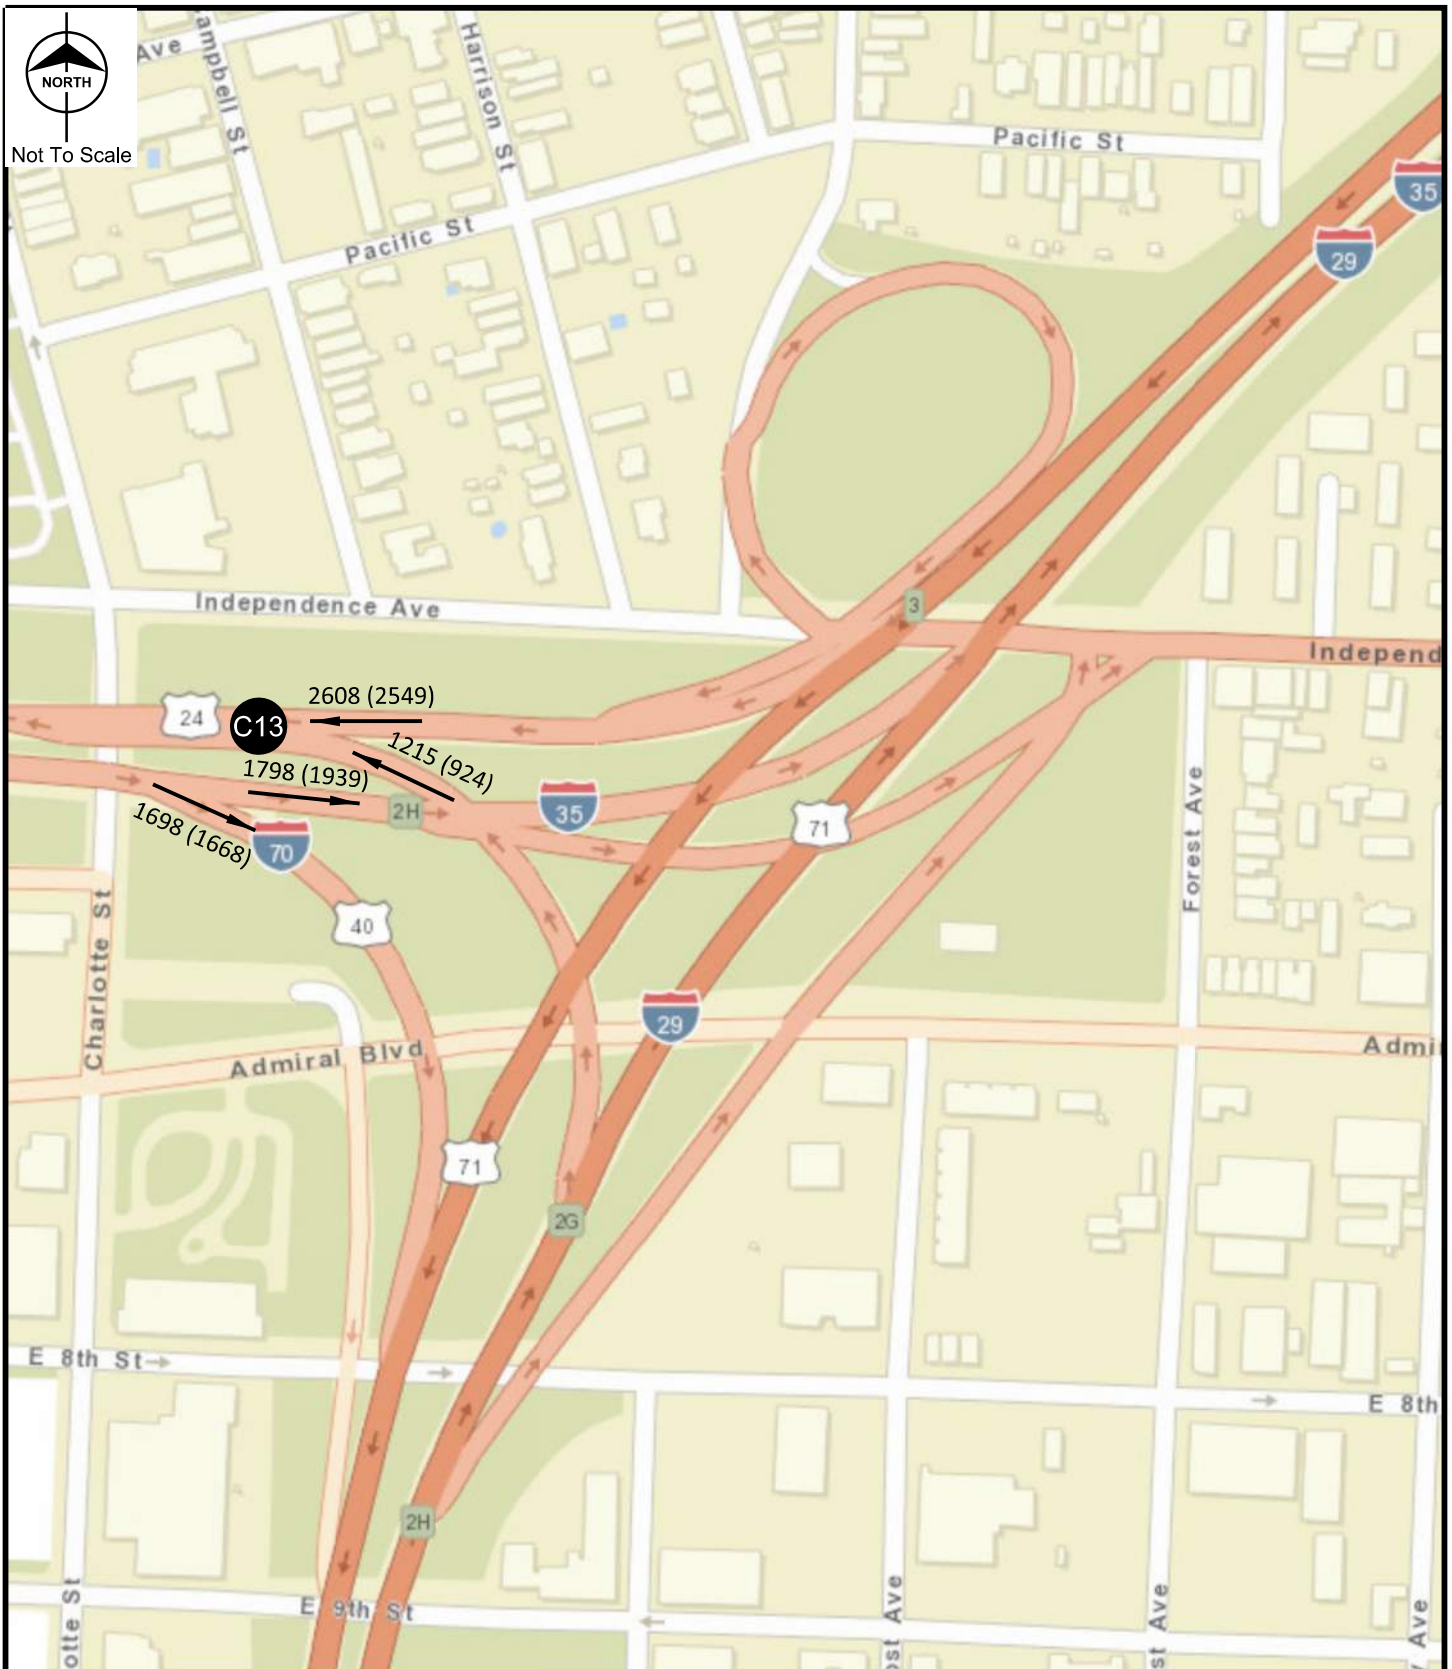 NORTH
Not To Scale
Ave
ampbell St
Harrison St
Pacific St
Pacific St
35
29
3
Independence Ave
Independ
24
C13
2608 (2549)
1215 (924)
1798 (1939)
1698 (1668)
2H
35
70
71
40
Forest Ave
Charlotte St
29
Admiral Blvd
Admi
71
2G
E 8th St
E 8th
2H
E 9th St
otte St
ost Ave
st Ave
Ave